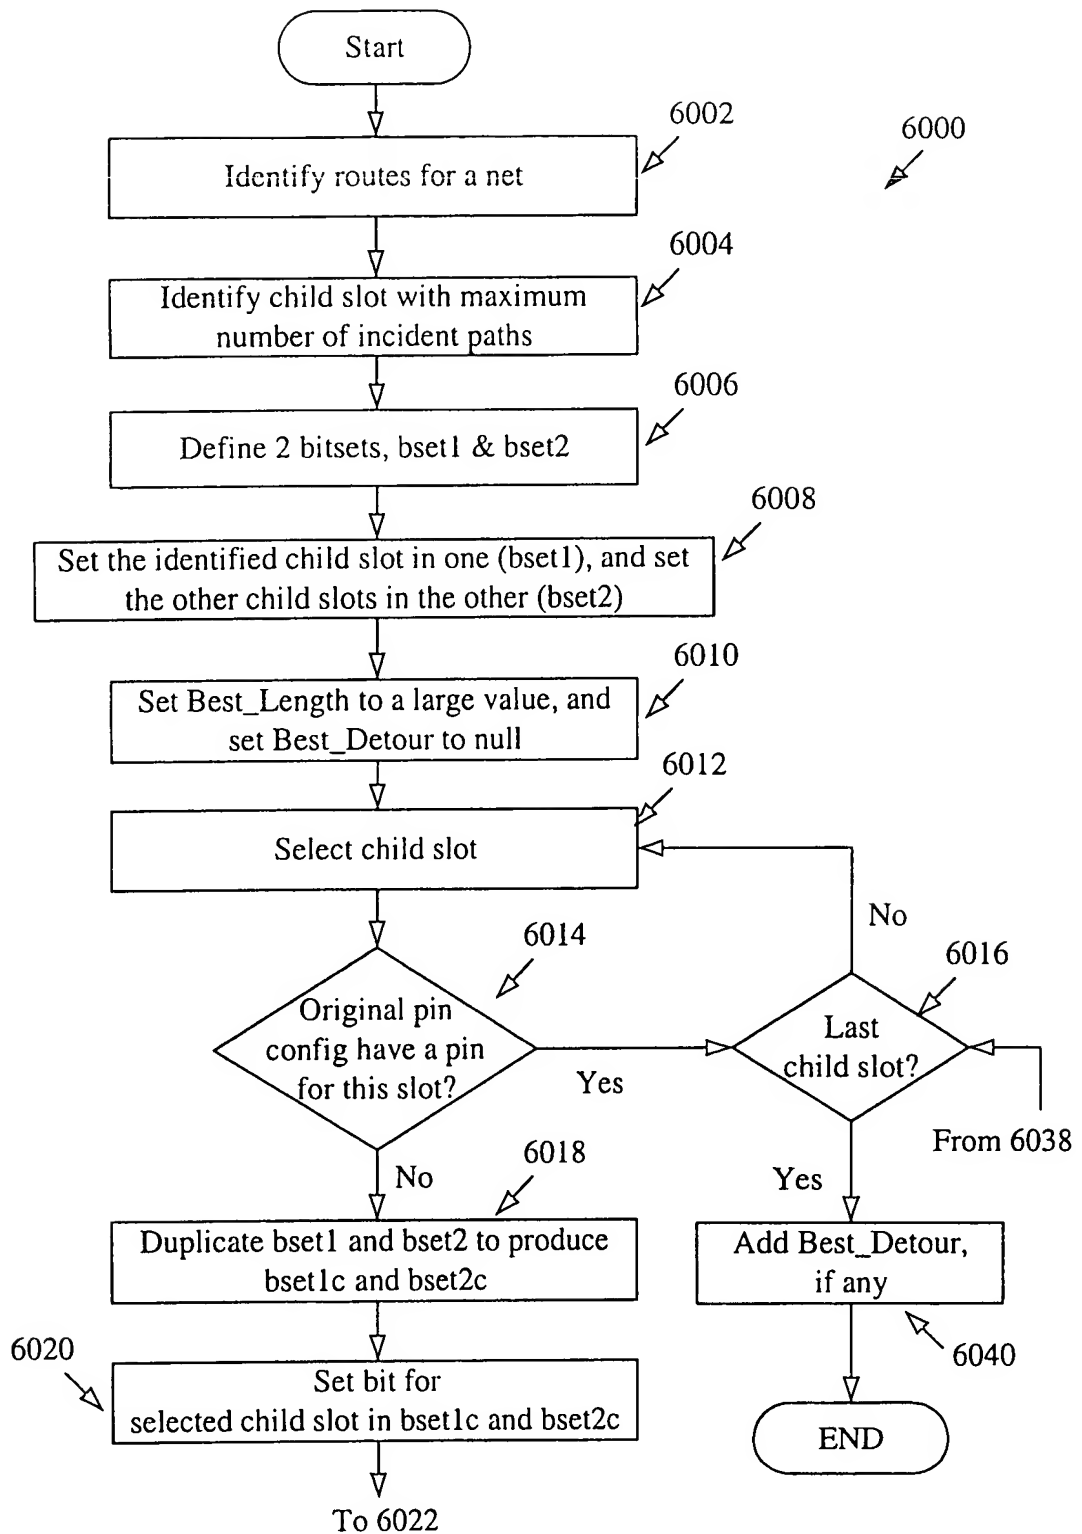 Start
6002
6000
Identify routes for a net
6004
Identify child slot with maximum
number of incident paths
6006
Define 2 bitsets, bset1 & bset2
6008
Set the identified child slot in one (bset1), and set
the other child slots in the other (bset2)
6010
Set Best_Length to a large value, and
set Best_Detour to null
6012
Select child slot
No
6014
6016
Original pin
config have a pin
for this slot?
Yes
Last
child slot?
From 6038
No
6018
Yes
Duplicate bset1 and bset2 to produce
bset1c and bset2c
Add Best_Detour,
if any
6020
6040
Set bit for
selected child slot in bset1c and bset2c
END
To 6022